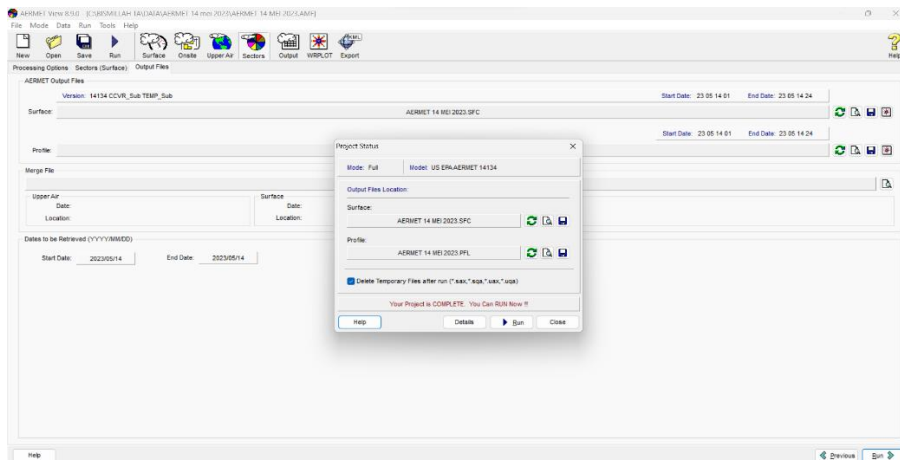 AERMET View 8.9.0 - [C:\BISMILLAH TA\DATA\AERMET 14 mei 2023\AERMET 14 MEI 2023.AMF]
File Mode Data Run Tools Help
New Open Save Run Surface Onsite Upper Air Sectors Output WRPLOT Export Help
Processing Options Sectors (Surface) Output Files
AERMET Output Files
Version: 14134 CCVR_Sub TEMP_Sub Start Date: 23 05 14 01 End Date: 23 05 14 24
Surface: AERMET 14 MEI 2023.SFC
Start Date: 23 05 14 01 End Date: 23 05 14 24
Profile:
Merge File
Upper Air Surface
Date: Date:
Location: Location:
Dates to be Retrieved (YYYY/MM/DD)
Start Date: 2023/05/14 End Date: 2023/05/14
Project Status
Mode: Full Model: US EPA-AERMET 14134
Output Files Location:
Surface:
AERMET 14 MEI 2023.SFC
Profile:
AERMET 14 MEI 2023.PFL
Delete Temporary Files after run (*.sax,*.sqa,*.uax,*.uqa)
Your Project is COMPLETE. You Can RUN Now !!
Help Details Run Close
Help Previous Run